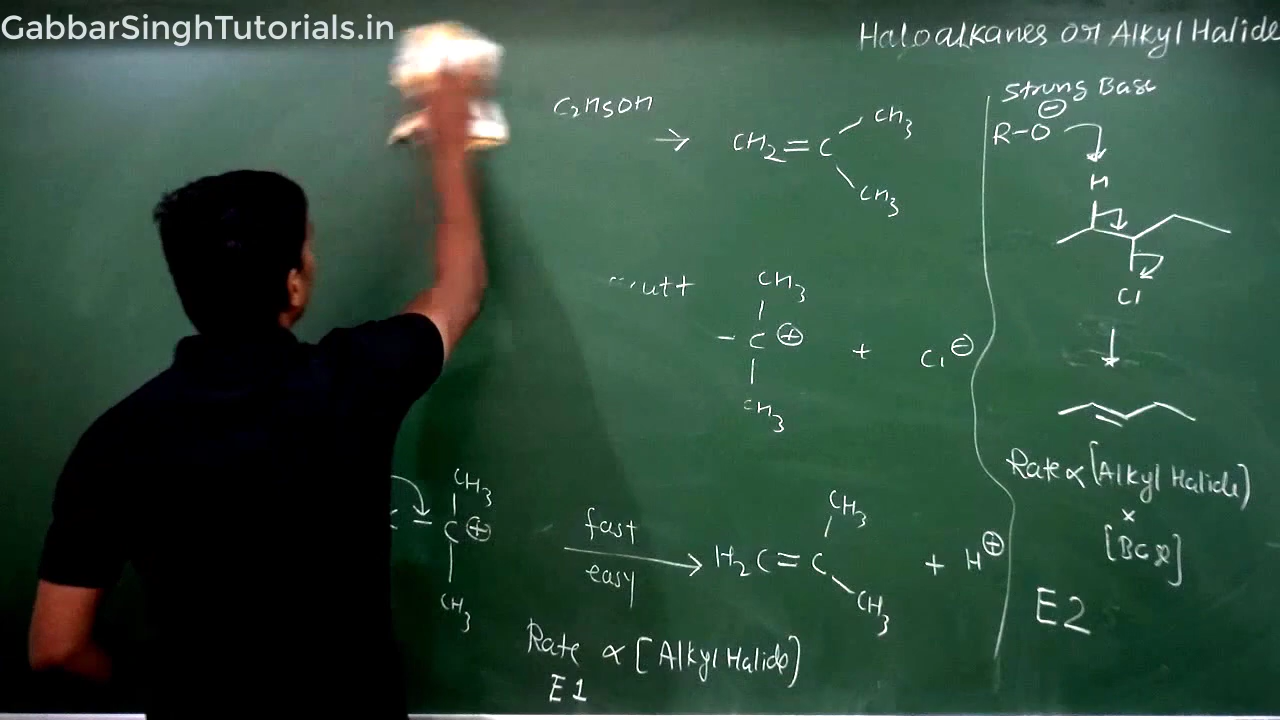 GabbarSinghTutorials.in
Haloalkanes or Alkyl Halide
C2H5OH
→ CH2=C
CH3
CH3
CH3
- C ⊕ + Cl ⊖
CH3
CH3
- C ⊕
CH3
fast
easy
H2C=C
CH3
CH3
+ H ⊕
Rate ∝ [Alkyl Halide)
E1
Strong Base
⊖
R-O
H
Cl
Rate ∝ [Alkyl Halide)
×
E2